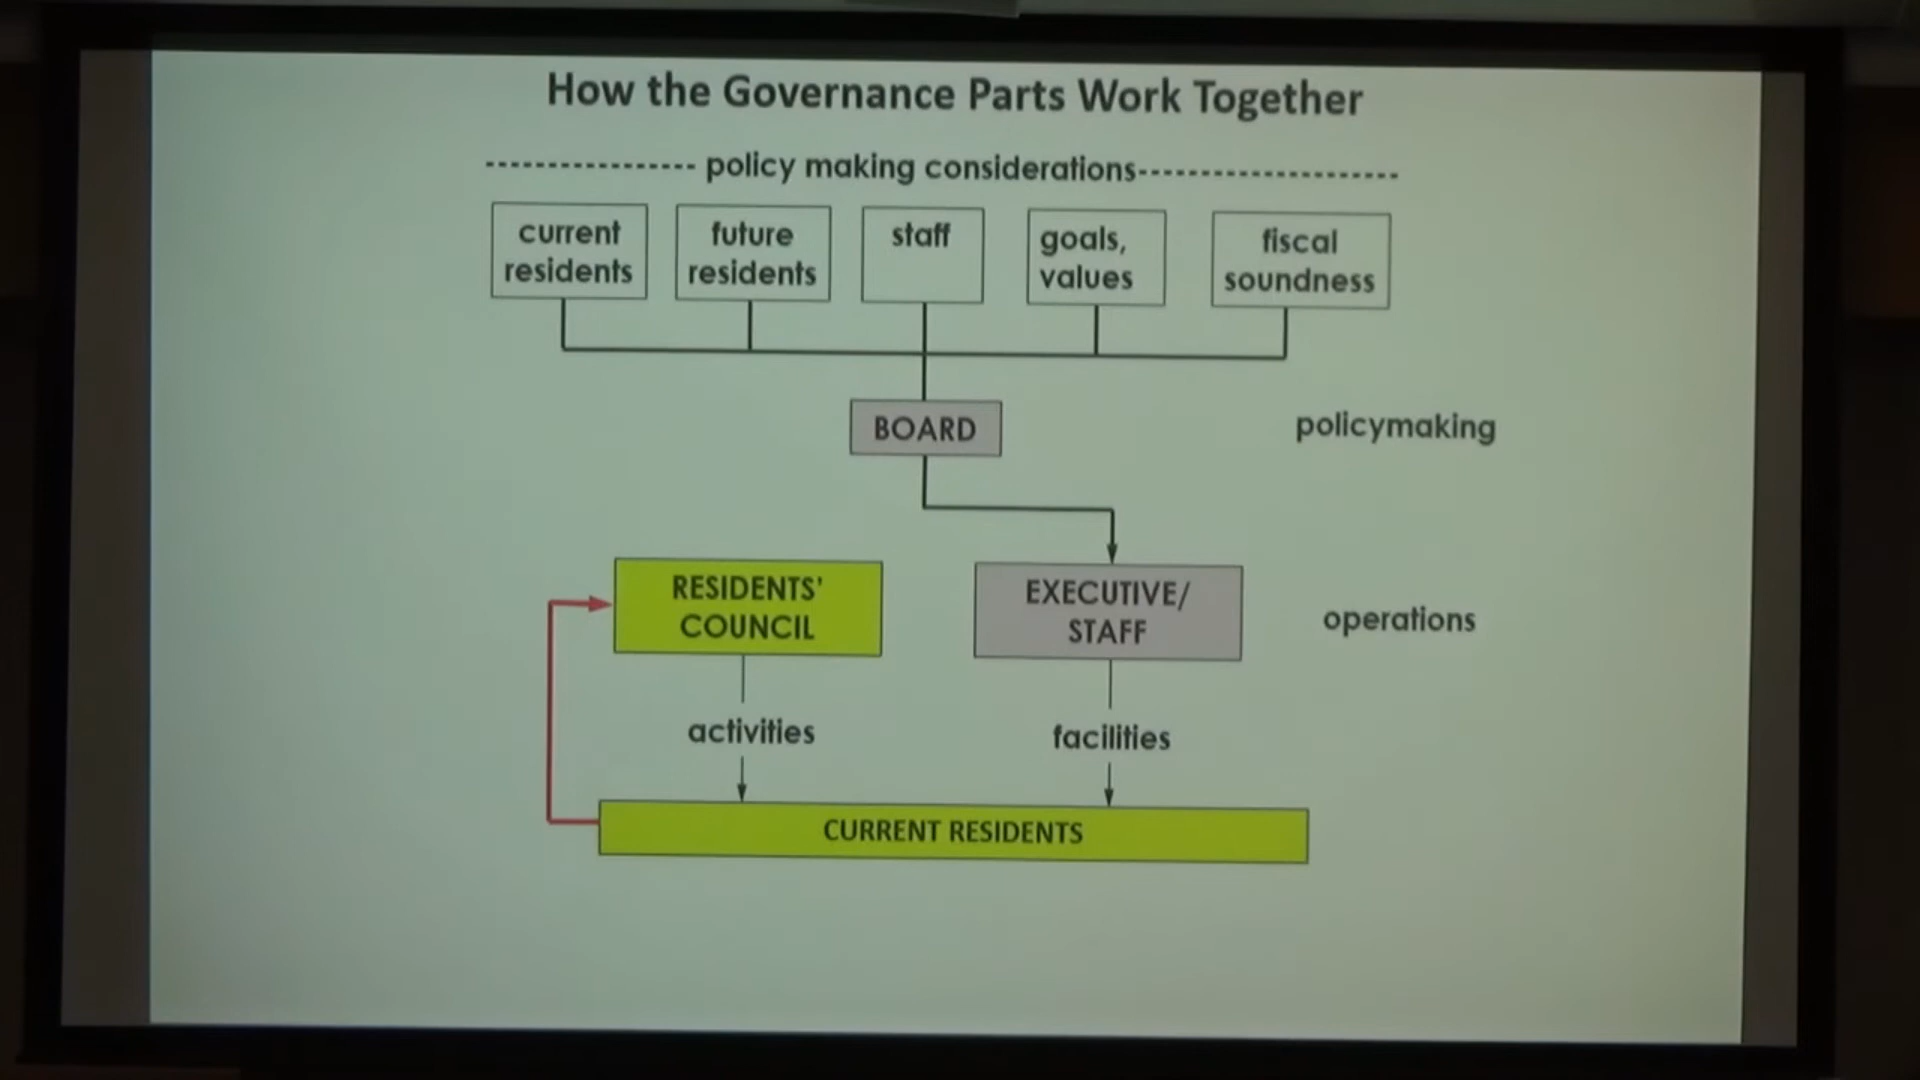 How the Governance Parts Work Together
----------------- policy making considerations---------------------
current
residents
future
residents
staff
goals,
values
fiscal
soundness
BOARD
policymaking
RESIDENTS'
COUNCIL
EXECUTIVE/
STAFF
operations
activities
facilities
CURRENT RESIDENTS